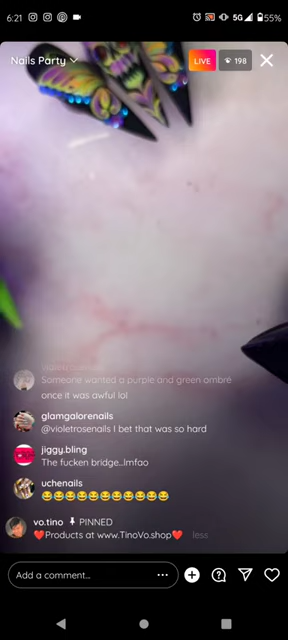 6:21
5G
55%
Nails Party
LIVE
198
Someone wanted a purple and green ombré
once it was awful lol
glamgalorenails
@violetrosenails I bet that was so hard
jiggy.bling
The fucken bridge...lmfao
uchenails
😂😂😂😂😂😂😂😂😂😂😂
vo.tino PINNED
❤️Products at www.TinoVo.shop❤️ less
Add a comment...